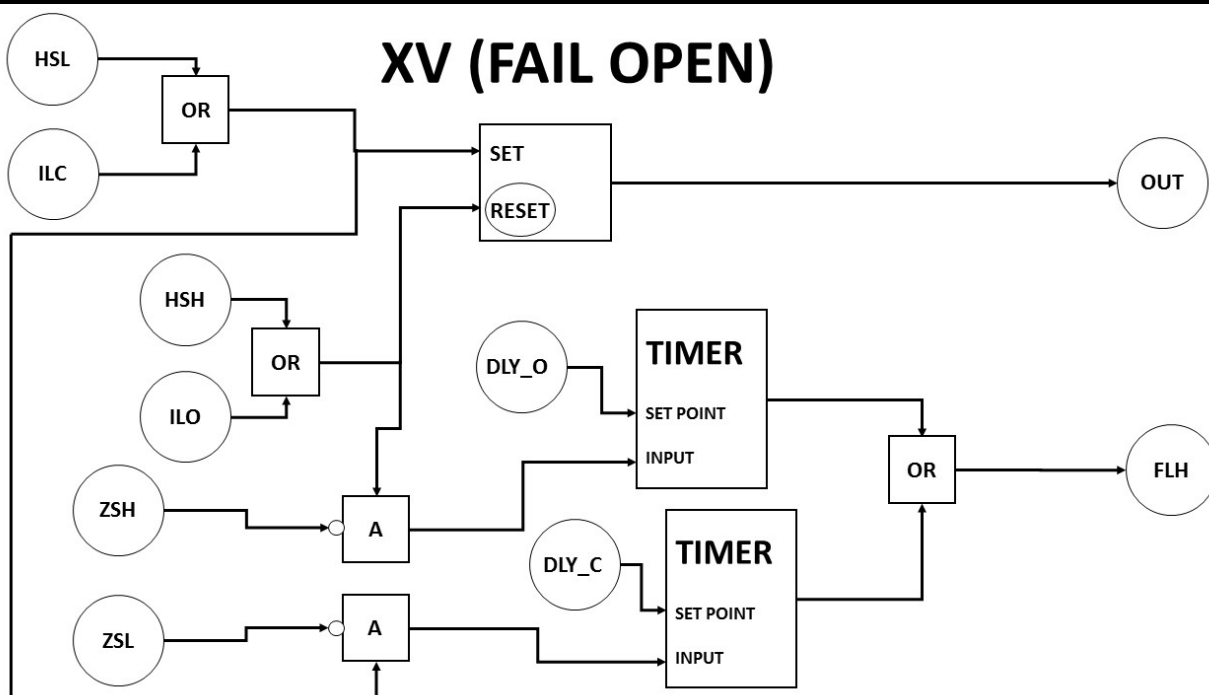 XV (FAIL OPEN)
HSL
OR
ILC
SET
RESET
OUT
HSH
OR
ILO
DLY_O
TIMER
SET POINT
INPUT
OR
FLH
ZSH
A
DLY_C
TIMER
SET POINT
INPUT
ZSL
A